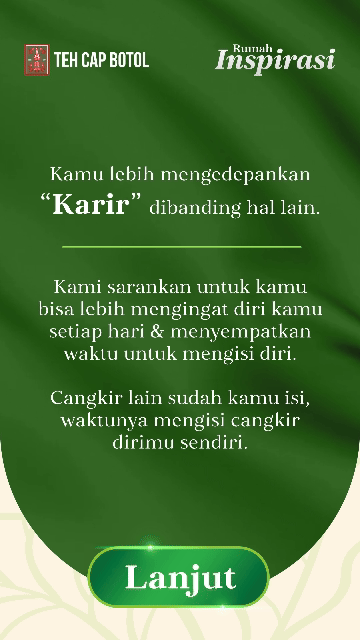 TEH CAP BOTOL
Rumah
Inspirasi
Kamu lebih mengedepankan
“Karir” dibanding hal lain.
Kami sarankan untuk kamu
bisa lebih mengingat diri kamu
setiap hari & menyempatkan
waktu untuk mengisi diri.
Cangkir lain sudah kamu isi,
waktunya mengisi cangkir
dirimu sendiri.
Lanjut